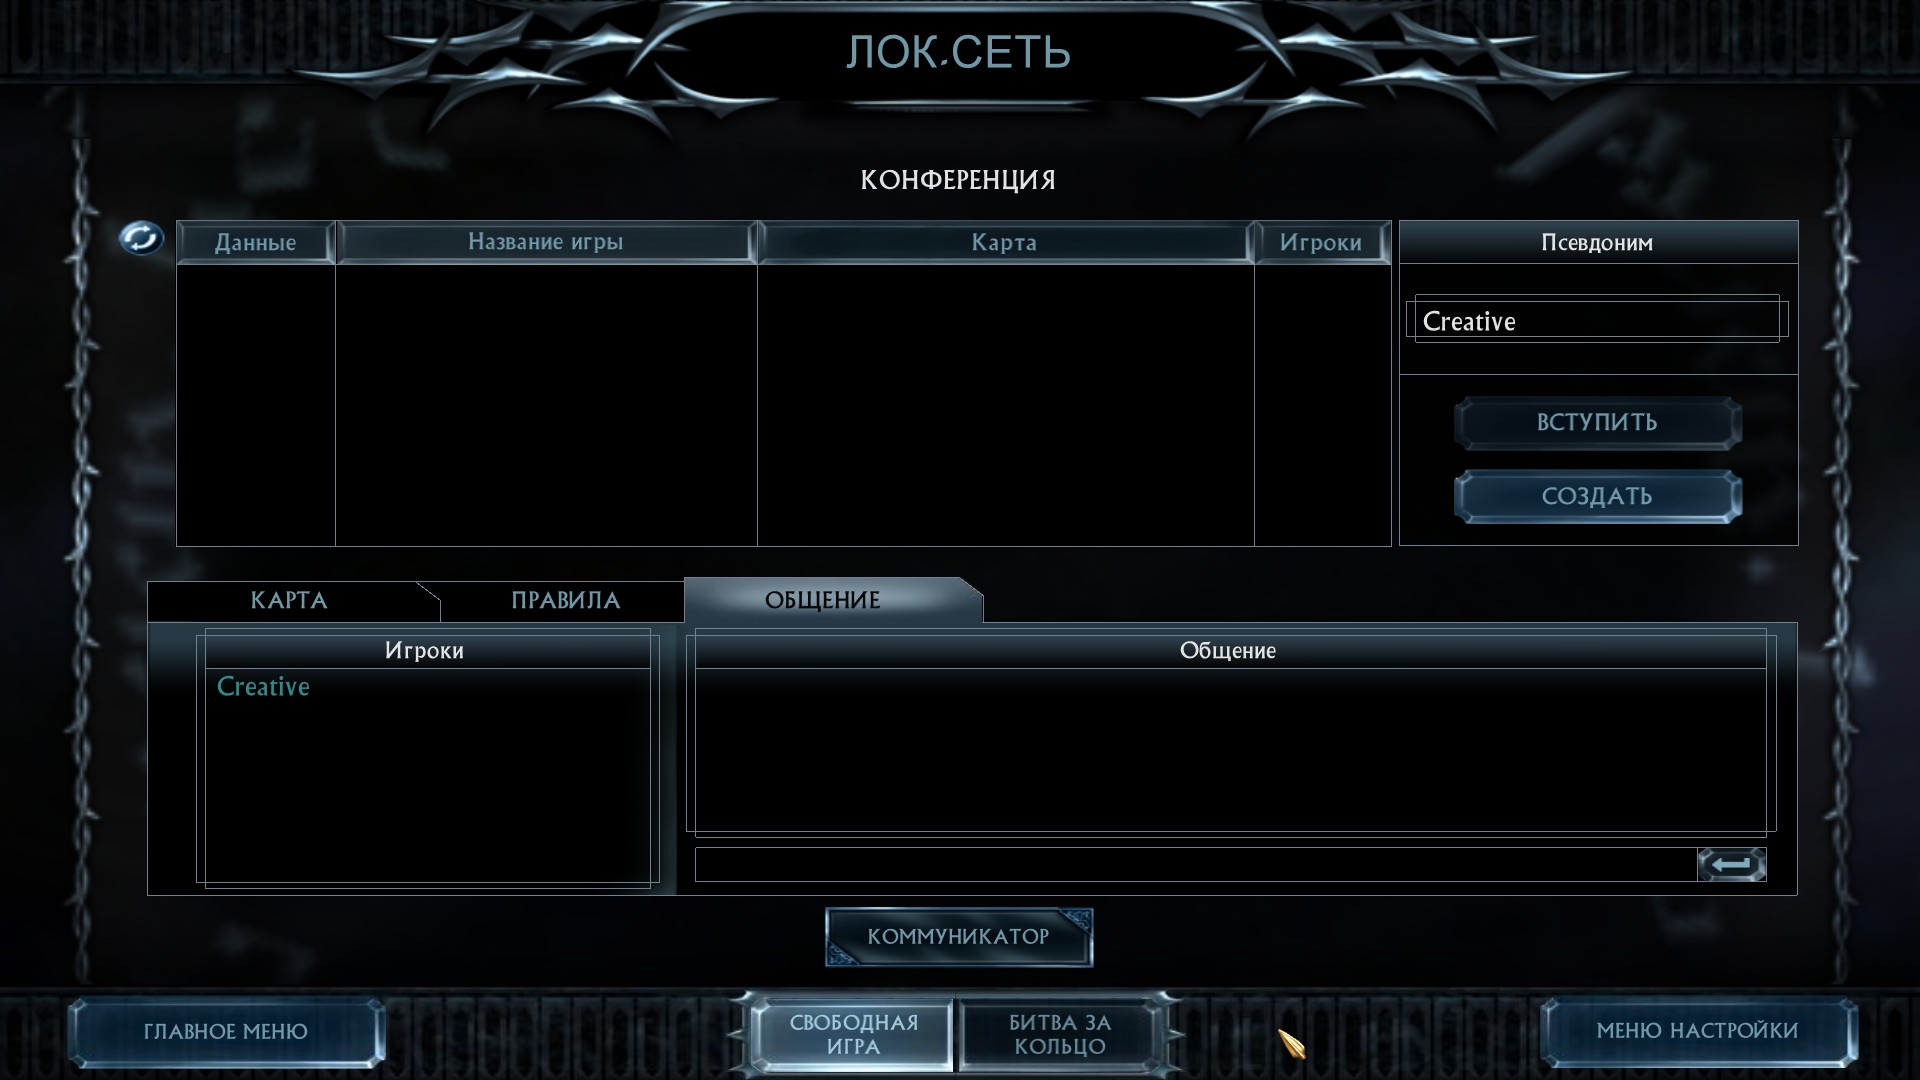 ЛОК.СЕТЬ
КОНФЕРЕНЦИЯ
Данные Название игры Карта Игроки Псевдоним
Creative
ВСТУПИТЬ
СОЗДАТЬ
КАРТА ПРАВИЛА ОБЩЕНИЕ
Игроки Общение
Creative
КОММУНИКАТОР
ГЛАВНОЕ МЕНЮ
СВОБОДНАЯ
ИГРА
БИТВА ЗА
КОЛЬЦО
МЕНЮ НАСТРОЙКИ